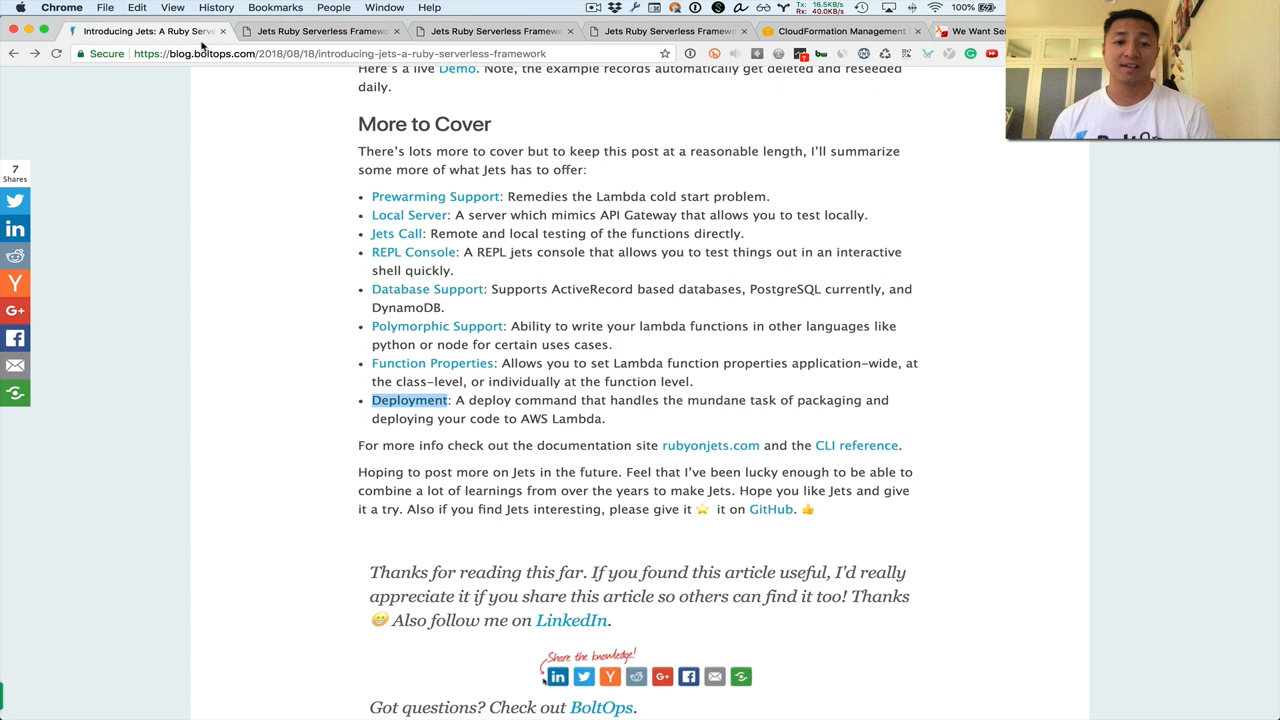 Chrome File Edit View History Bookmarks People Window Help
Tx: 16.5KB/s
Rx: 40.0KB/s
100%
Introducing Jets: A Ruby Serve
Jets Ruby Serverless Framewo
Jets Ruby Serverless Framewo
Jets Ruby Serverless Framewo
CloudFormation Management
We Want Se
Secure
https://blog.boltops.com/2018/08/18/introducing-jets-a-ruby-serverless-framework
Here's a live Demo. Note, the example records automatically get deleted and reseeded
daily.
More to Cover
There's lots more to cover but to keep this post at a reasonable length, I'll summarize
some more of what Jets has to offer:
• Prewarming Support: Remedies the Lambda cold start problem.
• Local Server: A server which mimics API Gateway that allows you to test locally.
• Jets Call: Remote and local testing of the functions directly.
• REPL Console: A REPL jets console that allows you to test things out in an interactive
shell quickly.
• Database Support: Supports ActiveRecord based databases, PostgreSQL currently, and
DynamoDB.
• Polymorphic Support: Ability to write your lambda functions in other languages like
python or node for certain uses cases.
• Function Properties: Allows you to set Lambda function properties application-wide, at
the class-level, or individually at the function level.
• Deployment: A deploy command that handles the mundane task of packaging and
deploying your code to AWS Lambda.
For more info check out the documentation site rubyonjets.com and the CLI reference.
Hoping to post more on Jets in the future. Feel that I've been lucky enough to be able to
combine a lot of learnings from over the years to make Jets. Hope you like Jets and give
it a try. Also if you find Jets interesting, please give it ⭐ it on GitHub. 👍
Thanks for reading this far. If you found this article useful, I'd really
appreciate it if you share this article so others can find it too! Thanks
😁 Also follow me on LinkedIn.
Share the knowledge!
Got questions? Check out BoltOps.
7
Shares